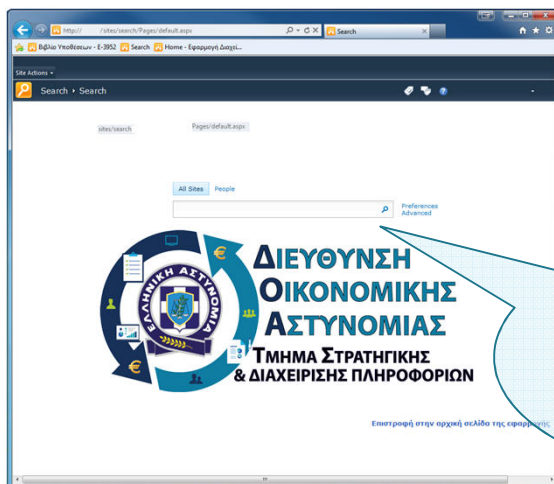 http:// /sites/search/Pages/default.aspx
Search
Βιβλίο Υποθέσεων - E-3952 Search Home - Εφαρμογή Διαχεί...
Site Actions
Search › Search
sites/search Pages/default.aspx
All Sites People
Preferences
Advanced
ΔΙΕΥΘΥΝΣΗ
ΟΙΚΟΝΟΜΙΚΗΣ
ΑΣΤΥΝΟΜΙΑΣ
ΤΜΗΜΑ ΣΤΡΑΤΗΓΙΚΗΣ
& ΔΙΑΧΕΙΡΙΣΗΣ ΠΛΗΡΟΦΟΡΙΩΝ
ΕΛΛΗΝΙΚΗ ΑΣΤΥΝΟΜΙΑ
Επιστροφή στην αρχική σελίδα της εφαρμογης